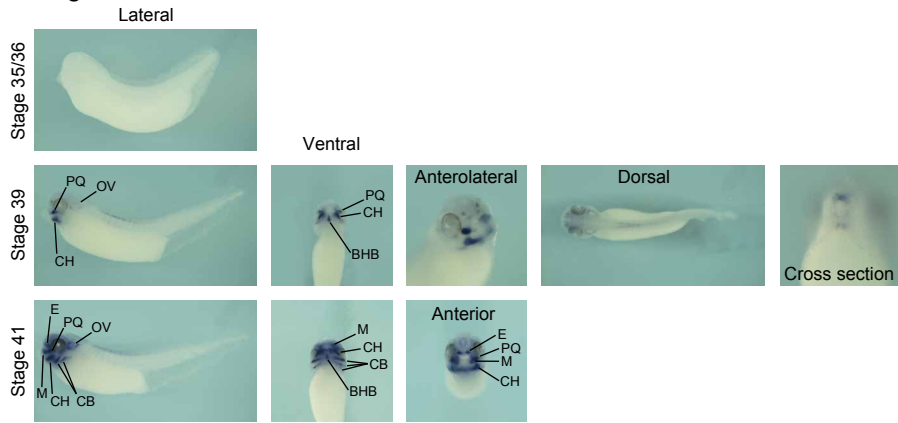 Lateral
Stage 35/36
Ventral
Stage 39
PQ
OV
CH
PQ
CH
BHB
Anterolateral
Dorsal
Cross section
Stage 41
E
PQ
OV
M
CH
CB
M
CH
CB
BHB
Anterior
E
PQ
M
CH